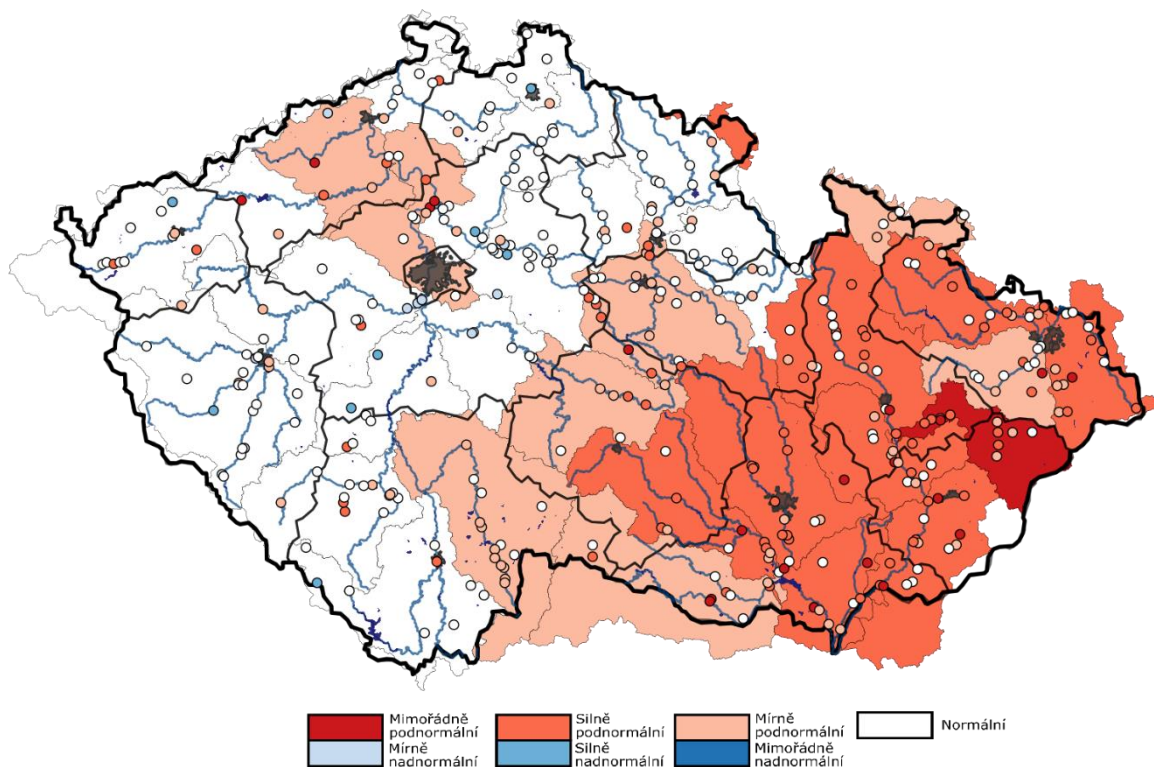 Mimořádně
podnormální
Silně
podnormální
Mírně
podnormální
Normální
Mírně
nadnormální
Silně
nadnormální
Mimořádně
nadnormální